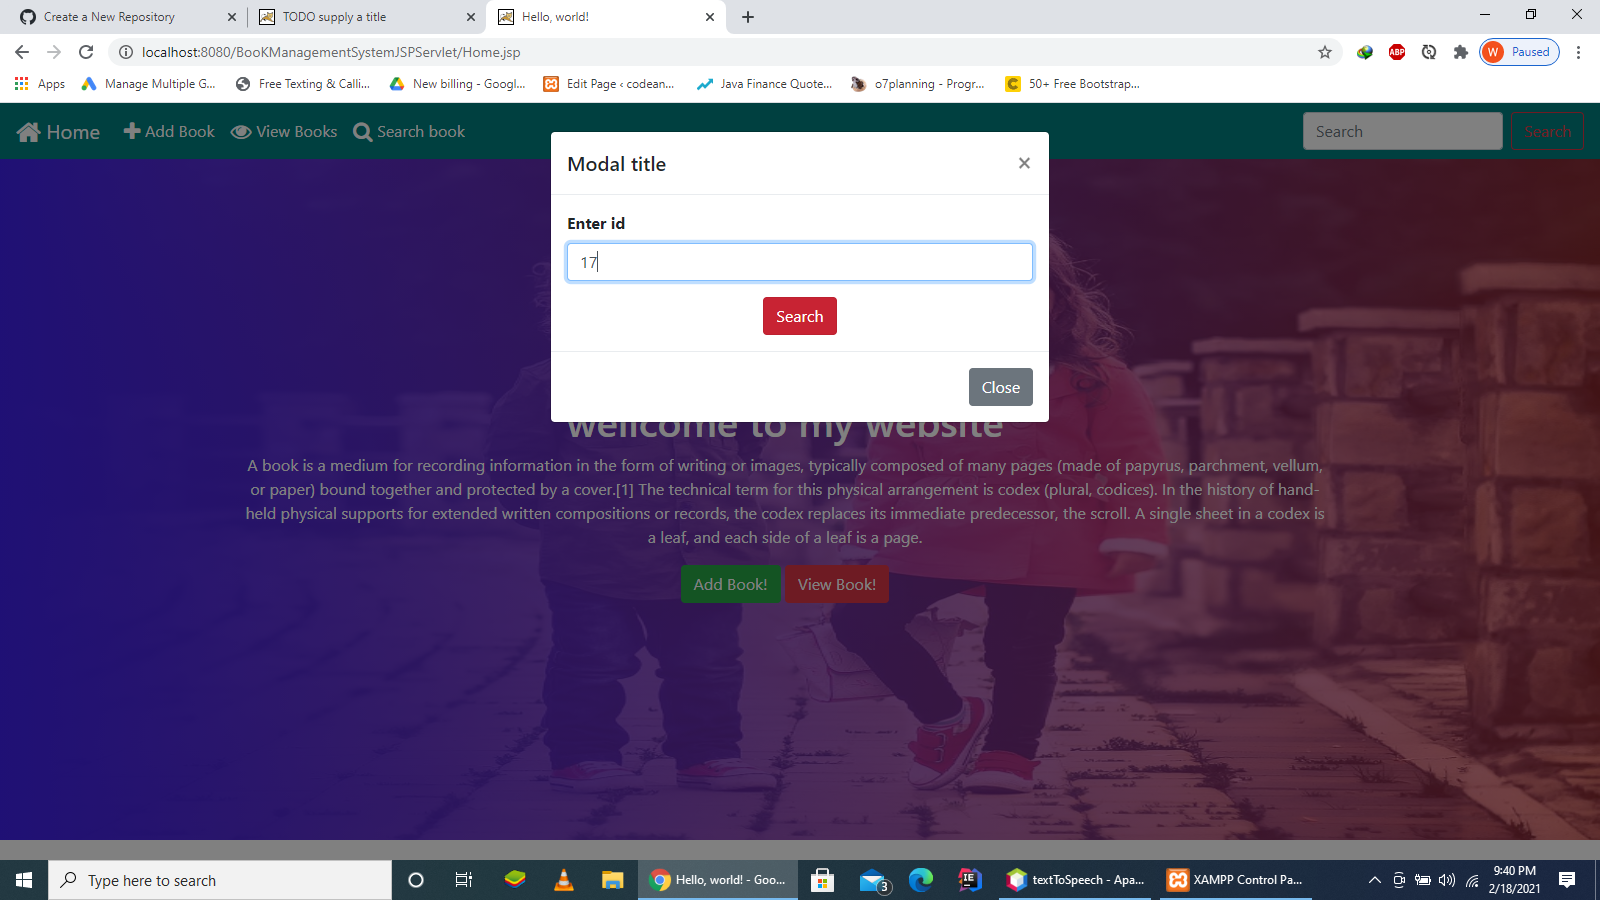 Create a New Repository
TODO supply a title
Hello, world!
localhost:8080/BooKManagementSystemJSPServlet/Home.jsp
ABP
W Paused
Apps
Manage Multiple G...
Free Texting & Calli...
New billing - Googl...
Edit Page ‹ codean...
Java Finance Quote...
o7planning - Progr...
50+ Free Bootstrap...
Home
Add Book
View Books
Search book
Search
Search
Modal title
×
Enter id
17
Search
Close
wellcome to my website
A book is a medium for recording information in the form of writing or images, typically composed of many pages (made of papyrus, parchment, vellum,
or paper) bound together and protected by a cover.[1] The technical term for this physical arrangement is codex (plural, codices). In the history of hand-
held physical supports for extended written compositions or records, the codex replaces its immediate predecessor, the scroll. A single sheet in a codex is
a leaf, and each side of a leaf is a page.
Add Book!
View Book!
Type here to search
Hello, world! - Goo...
3
IE
textToSpeech - Apa...
XAMPP Control Pa...
9:40 PM
2/18/2021